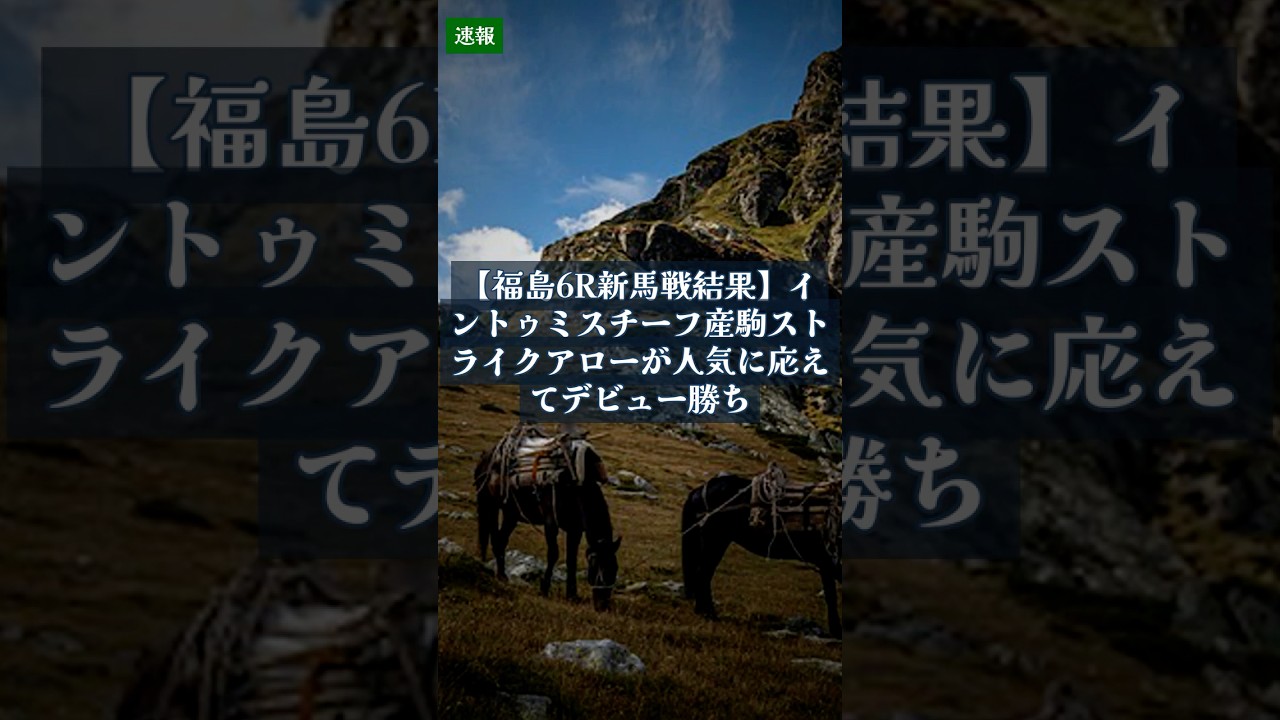 速報
【福島6R新馬戦結果】イ
ントゥミスチーフ産駒スト
ライクアローが人気に応え
てデビュー勝ち